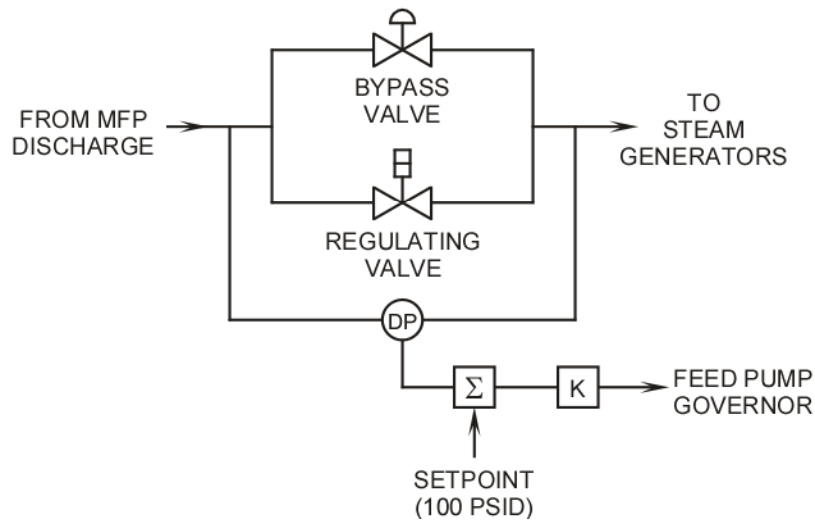 BYPASS
VALVE
FROM MFP
DISCHARGE
TO
STEAM
GENERATORS
REGULATING
VALVE
DP
Σ
K
FEED PUMP
GOVERNOR
SETPOINT
(100 PSID)